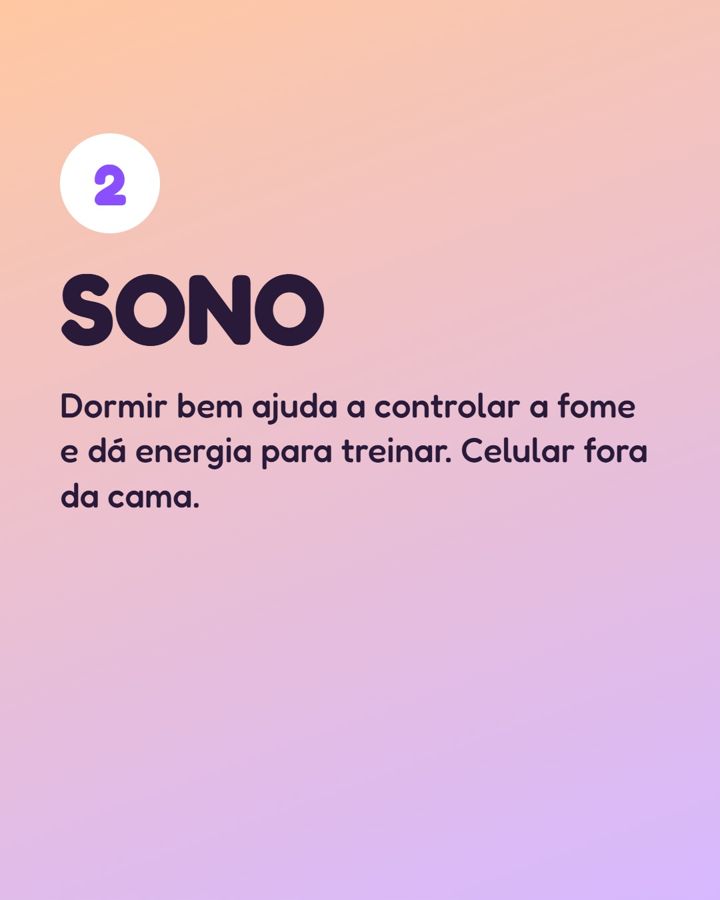 2
SONO
Dormir bem ajuda a controlar a fome
e dá energia para treinar. Celular fora
da cama.